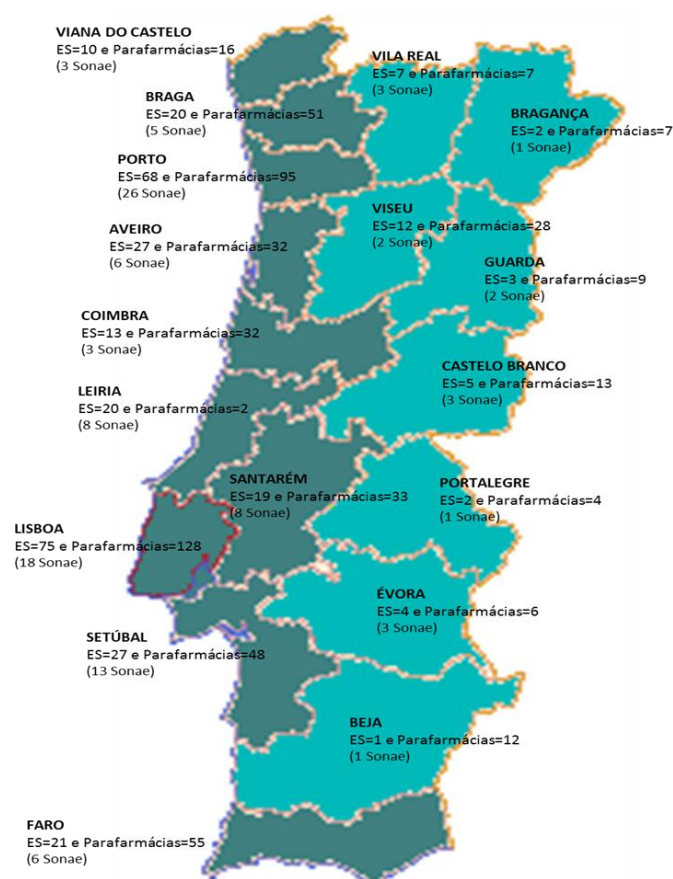 VIANA DO CASTELO
ES=10 e Parafarmácias=16
(3 Sonae)
VILA REAL
ES=7 e Parafarmácias=7
(3 Sonae)
BRAGA
ES=20 e Parafarmácias=51
(5 Sonae)
BRAGANÇA
ES=2 e Parafarmácias=7
(1 Sonae)
PORTO
ES=68 e Parafarmácias=95
(26 Sonae)
VISEU
ES=12 e Parafarmácias=28
(2 Sonae)
AVEIRO
ES=27 e Parafarmácias=32
(6 Sonae)
GUARDA
ES=3 e Parafarmácias=9
(2 Sonae)
COIMBRA
ES=13 e Parafarmácias=32
(3 Sonae)
CASTELO BRANCO
ES=5 e Parafarmácias=13
(3 Sonae)
LEIRIA
ES=20 e Parafarmácias=2
(8 Sonae)
SANTARÉM
ES=19 e Parafarmácias=33
(8 Sonae)
PORTALEGRE
ES=2 e Parafarmácias=4
(1 Sonae)
LISBOA
ES=75 e Parafarmácias=128
(18 Sonae)
ÉVORA
ES=4 e Parafarmácias=6
(3 Sonae)
SETÚBAL
ES=27 e Parafarmácias=48
(13 Sonae)
BEJA
ES=1 e Parafarmácias=12
(1 Sonae)
FARO
ES=21 e Parafarmácias=55
(6 Sonae)